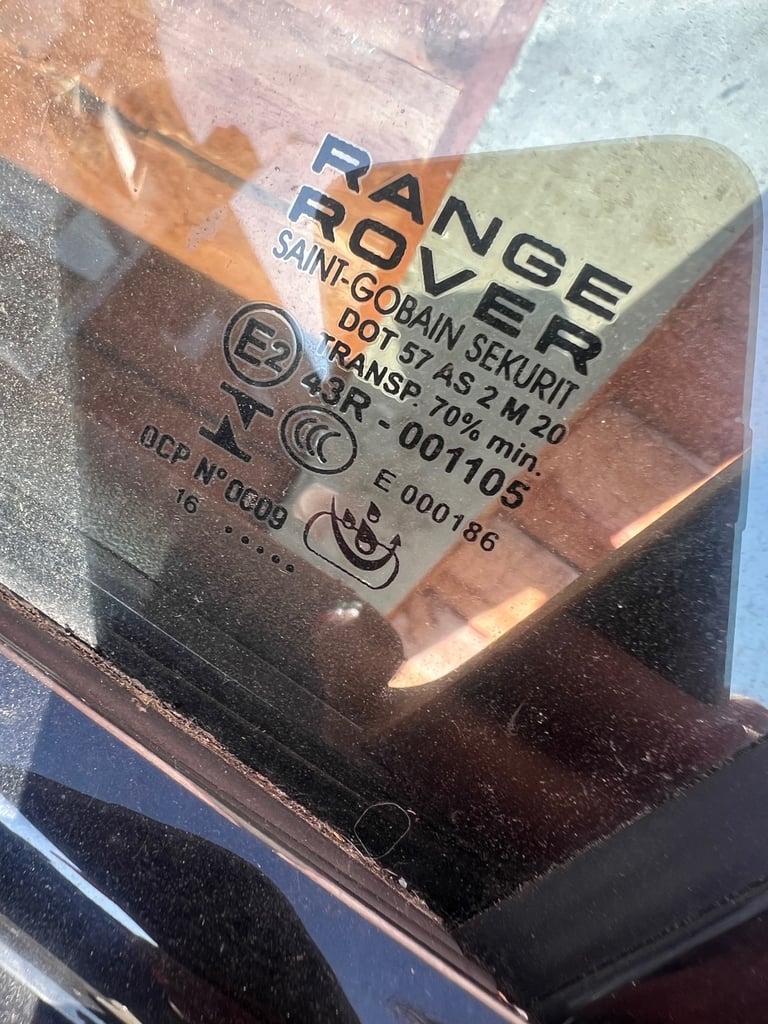 RANGE
ROVER
SAINT-GOBAIN SEKURIT
DOT 57 AS 2 M 20
TRANSP. 70% min.
E2 43R - 001105
CCC E 000186
OCP N°0009
16 .....